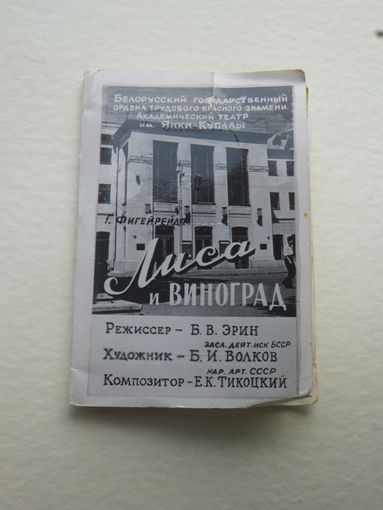 Белорусский государственный
ордена Трудового Красного Знамени
Академический театр
им. Янки Купалы
Г. Фигейредо
Лиса
и виноград
Режиссер – Б. В. Эрин
засл. деят. иск БССР
Художник – Б. И. Волков
нар. арт. СССР
Композитор – Е. К. Тикоцкий